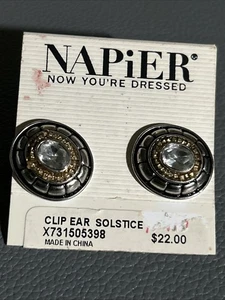 NAPiER®
NOW YOU'RE DRESSED
CLIP EAR SOLSTICE
X731505398
MADE IN CHINA
$22.00